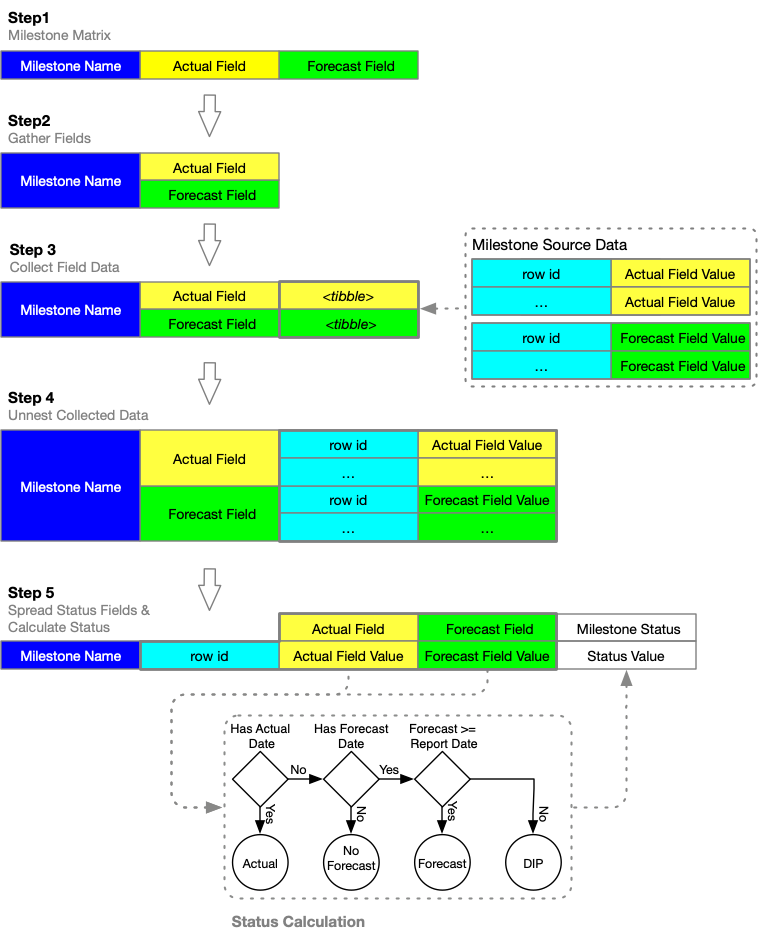 Step1
Milestone Matrix
Milestone Name
Actual Field
Forecast Field
Step2
Gather Fields
Milestone Name
Actual Field
Forecast Field
Step 3
Collect Field Data
Milestone Name
Actual Field
<tibble>
Forecast Field
<tibble>
Milestone Source Data
row id
Actual Field Value
...
Actual Field Value
row id
Forecast Field Value
...
Forecast Field Value
Step 4
Unnest Collected Data
Milestone Name
Actual Field
row id
Actual Field Value
...
...
Forecast Field
row id
Forecast Field Value
...
...
Step 5
Spread Status Fields &
Calculate Status
Actual Field
Forecast Field
Milestone Status
Milestone Name
row id
Actual Field Value
Forecast Field Value
Status Value
Has Actual
Date
Has Forecast
Date
Forecast >=
Report Date
No
Yes
Yes
No
Yes
No
Actual
No
Forecast
Forecast
DIP
Status Calculation